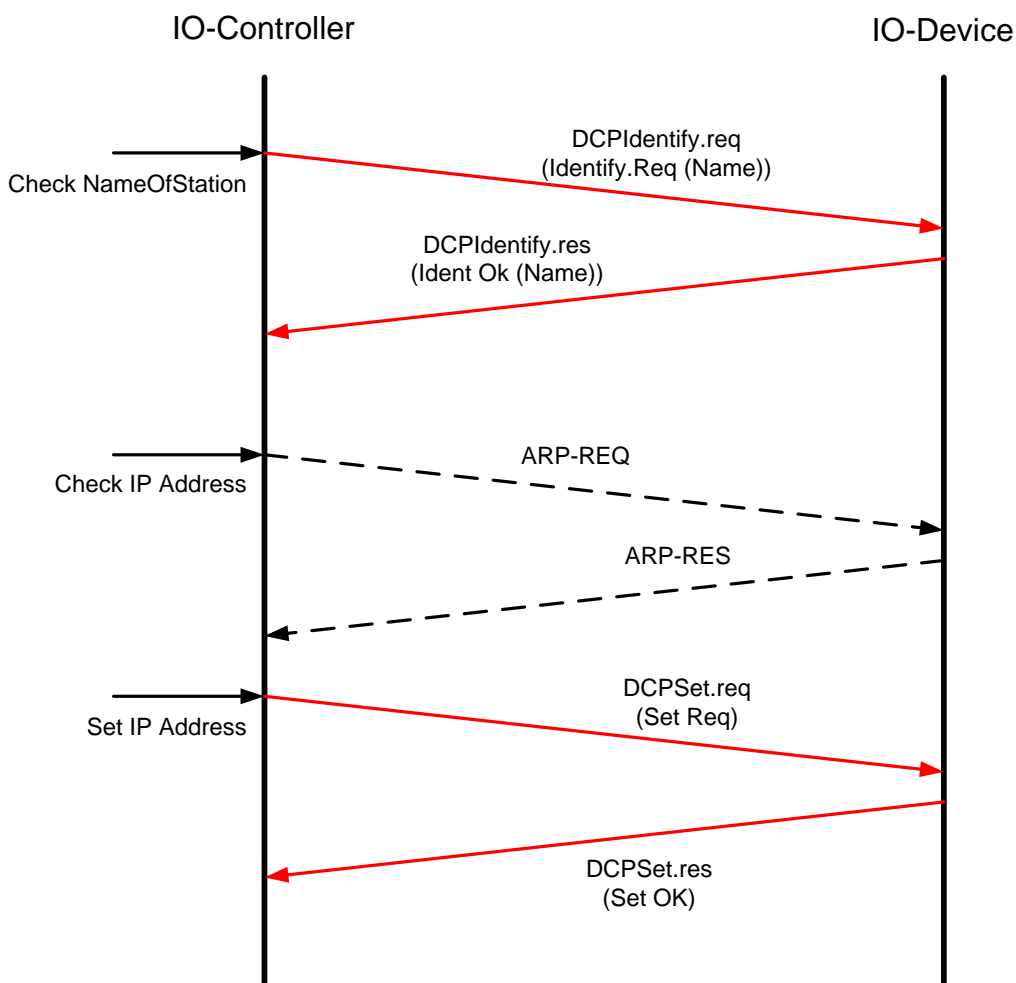 IO-Controller
IO-Device
DCPIdentify.req
(Identify.Req (Name))
Check NameOfStation
DCPIdentify.res
(Ident Ok (Name))
ARP-REQ
Check IP Address
ARP-RES
DCPSet.req
(Set Req)
Set IP Address
DCPSet.res
(Set OK)